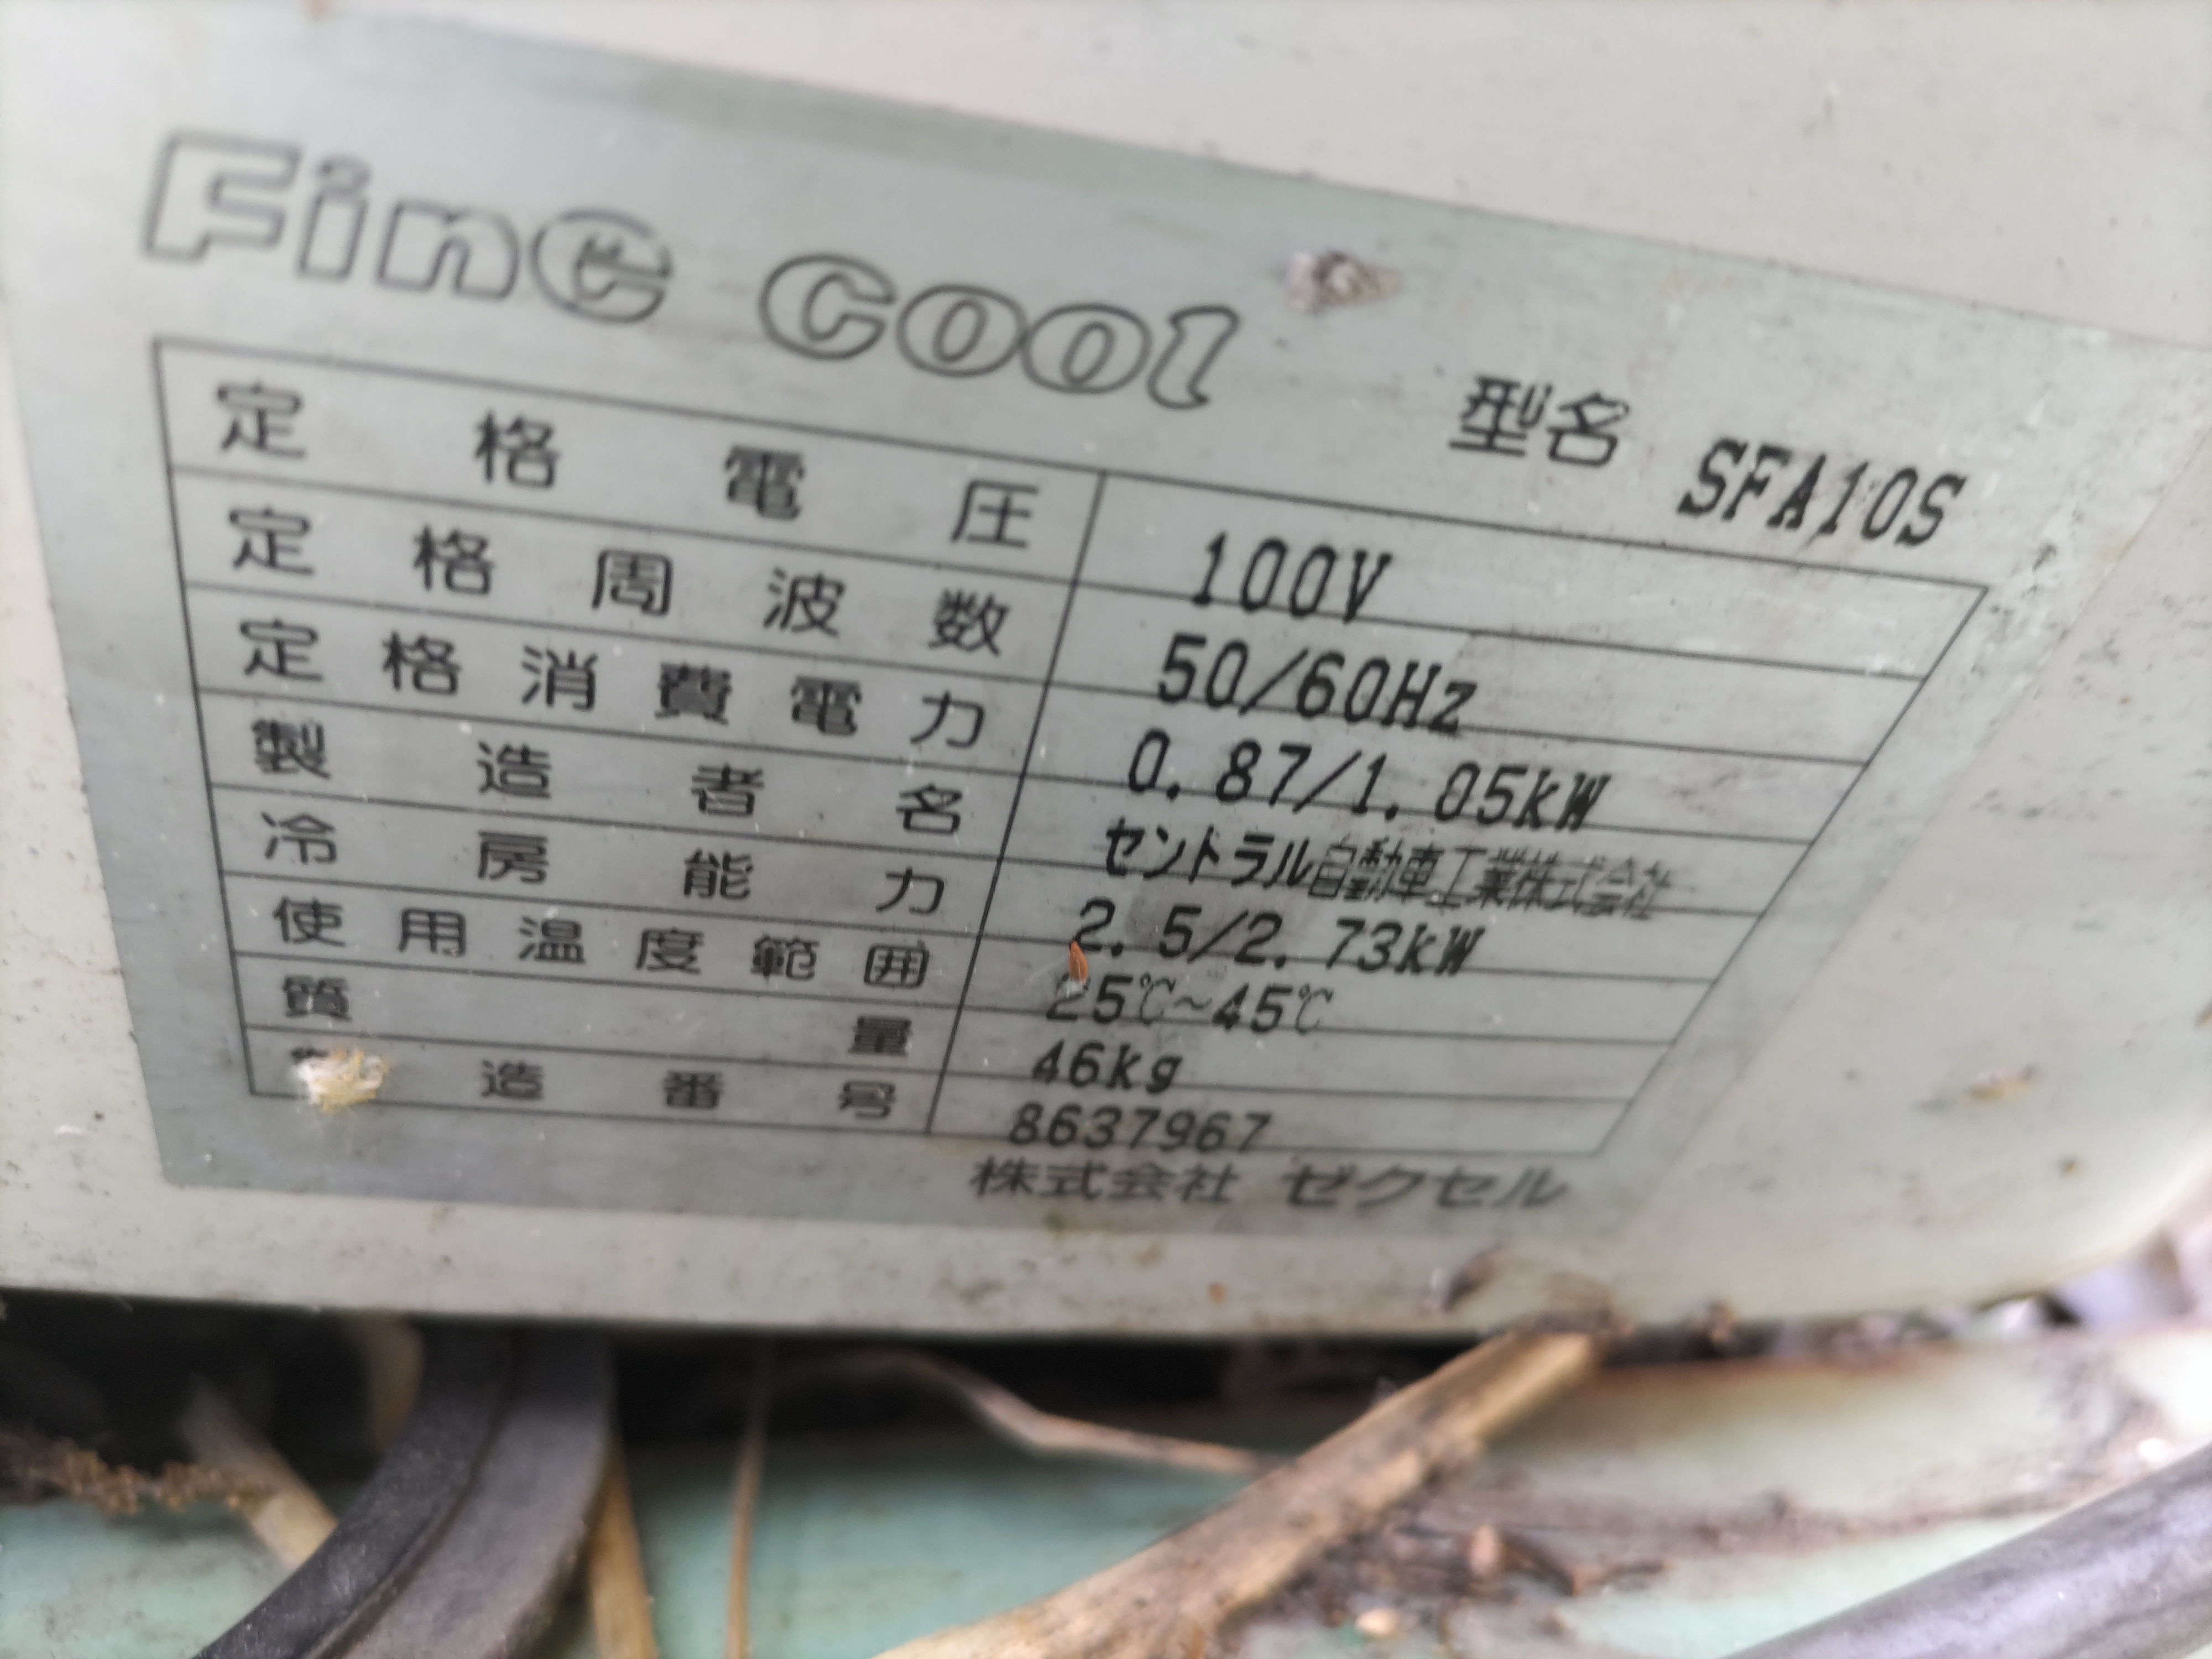 Fine cool
型名 SFA10S
定格電圧 100V
定格周波数 50/60Hz
定格消費電力 0.87/1.05kW
製造者名 セントラル自動車工業株式会社
冷房能力 2.5/2.73kW
使用温度範囲 25℃~45℃
質量 46kg
造番号 8637967
株式会社 ゼクセル